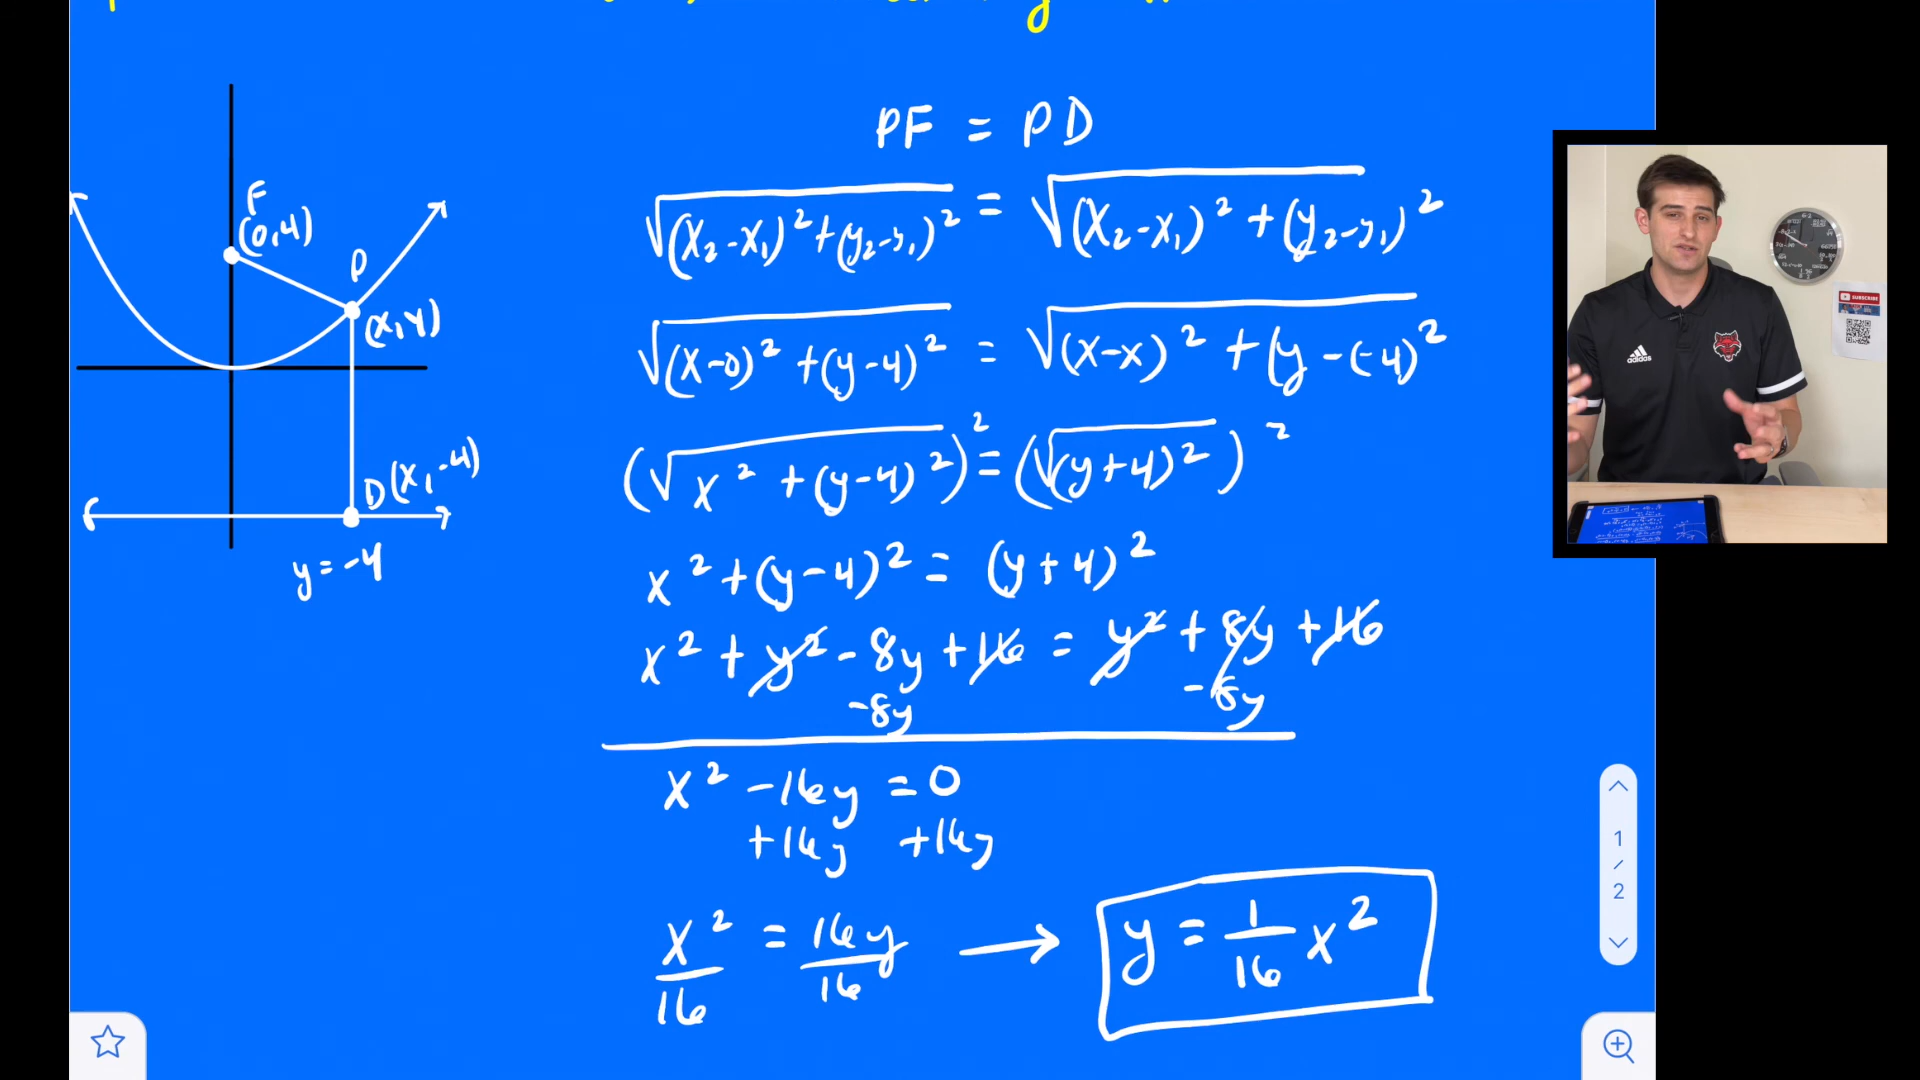 PF = PD
√(x₂-x₁)² + (y₂-y₁)² = √(x₂-x₁)² + (y₂-y₁)²
√(x-0)² + (y-4)² = √(x-x)² + (y-(-4)²
(√x² + (y-4)²)² = (√(y+4)²)²
x² + (y-4)² = (y+4)²
x² + y² - 8y + 16 = y² + 8y + 16
-8y -8y
x² - 16y = 0
+16y +16y
x²/16 = 16y/16 → y = 1/16 x²
F
(0,4)
P
(x,y)
D(x,-4)
y=-4
adidas
SUBSCRIBE
1
/
2